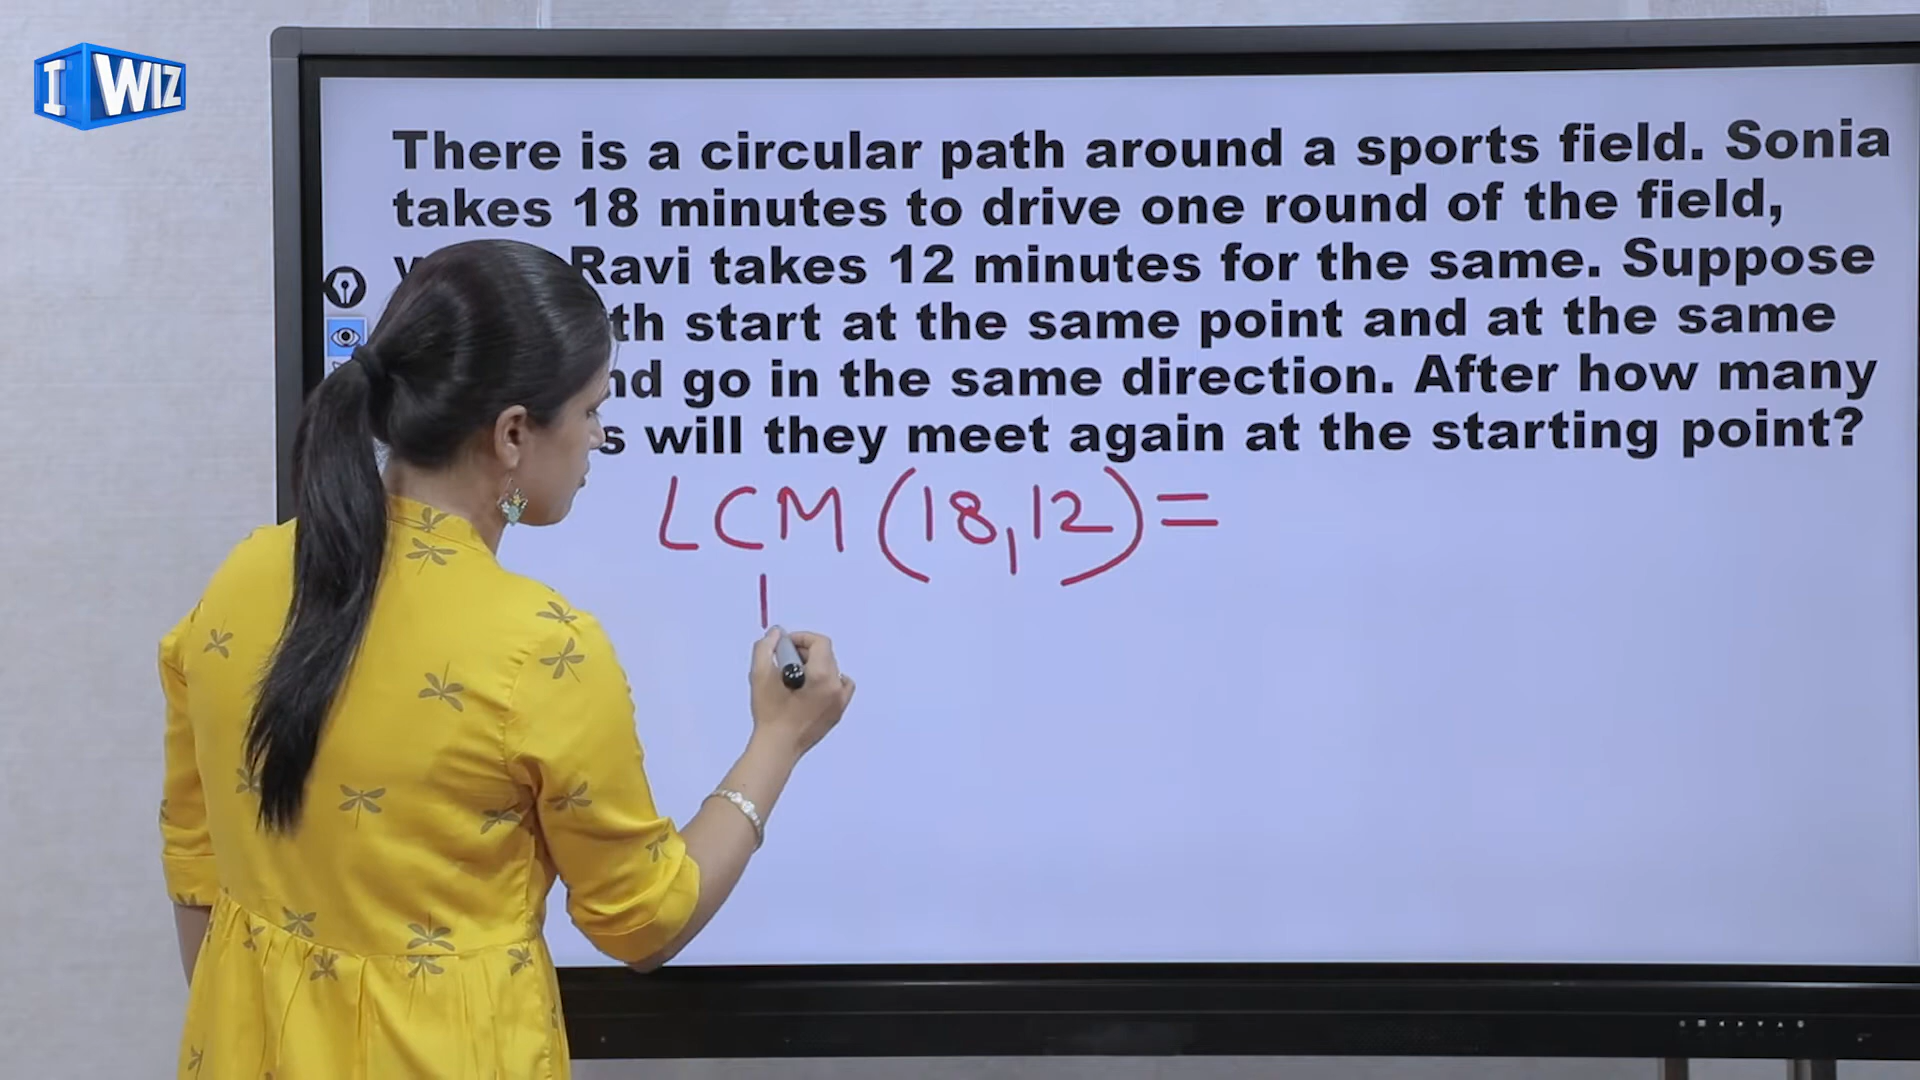 I WIZ
There is a circular path around a sports field. Sonia
takes 18 minutes to drive one round of the field,
Ravi takes 12 minutes for the same. Suppose
start at the same point and at the same
go in the same direction. After how many
will they meet again at the starting point?
LCM (18,12)=